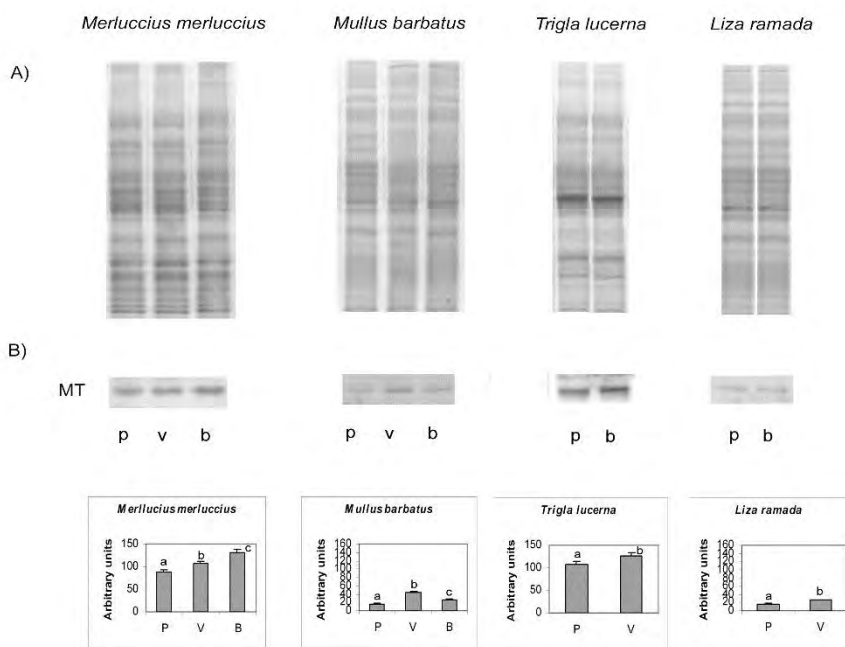 Merluccius merluccius Mullus barbatus Trigla lucerna Liza ramada
A)
B)
MT
p v b p v b p b p b
Merllucius merluccius
Arbitrary units
150
100
50
0
a b c
P V B
Mullus barbatus
Arbitrary units
160
140
120
100
80
60
40
20
0
a b c
P V B
Trigla lucerna
Arbitrary units
150
100
50
0
a b
P V
Liza ramada
Arbitrary units
160
140
120
100
80
60
40
20
0
a b
P V